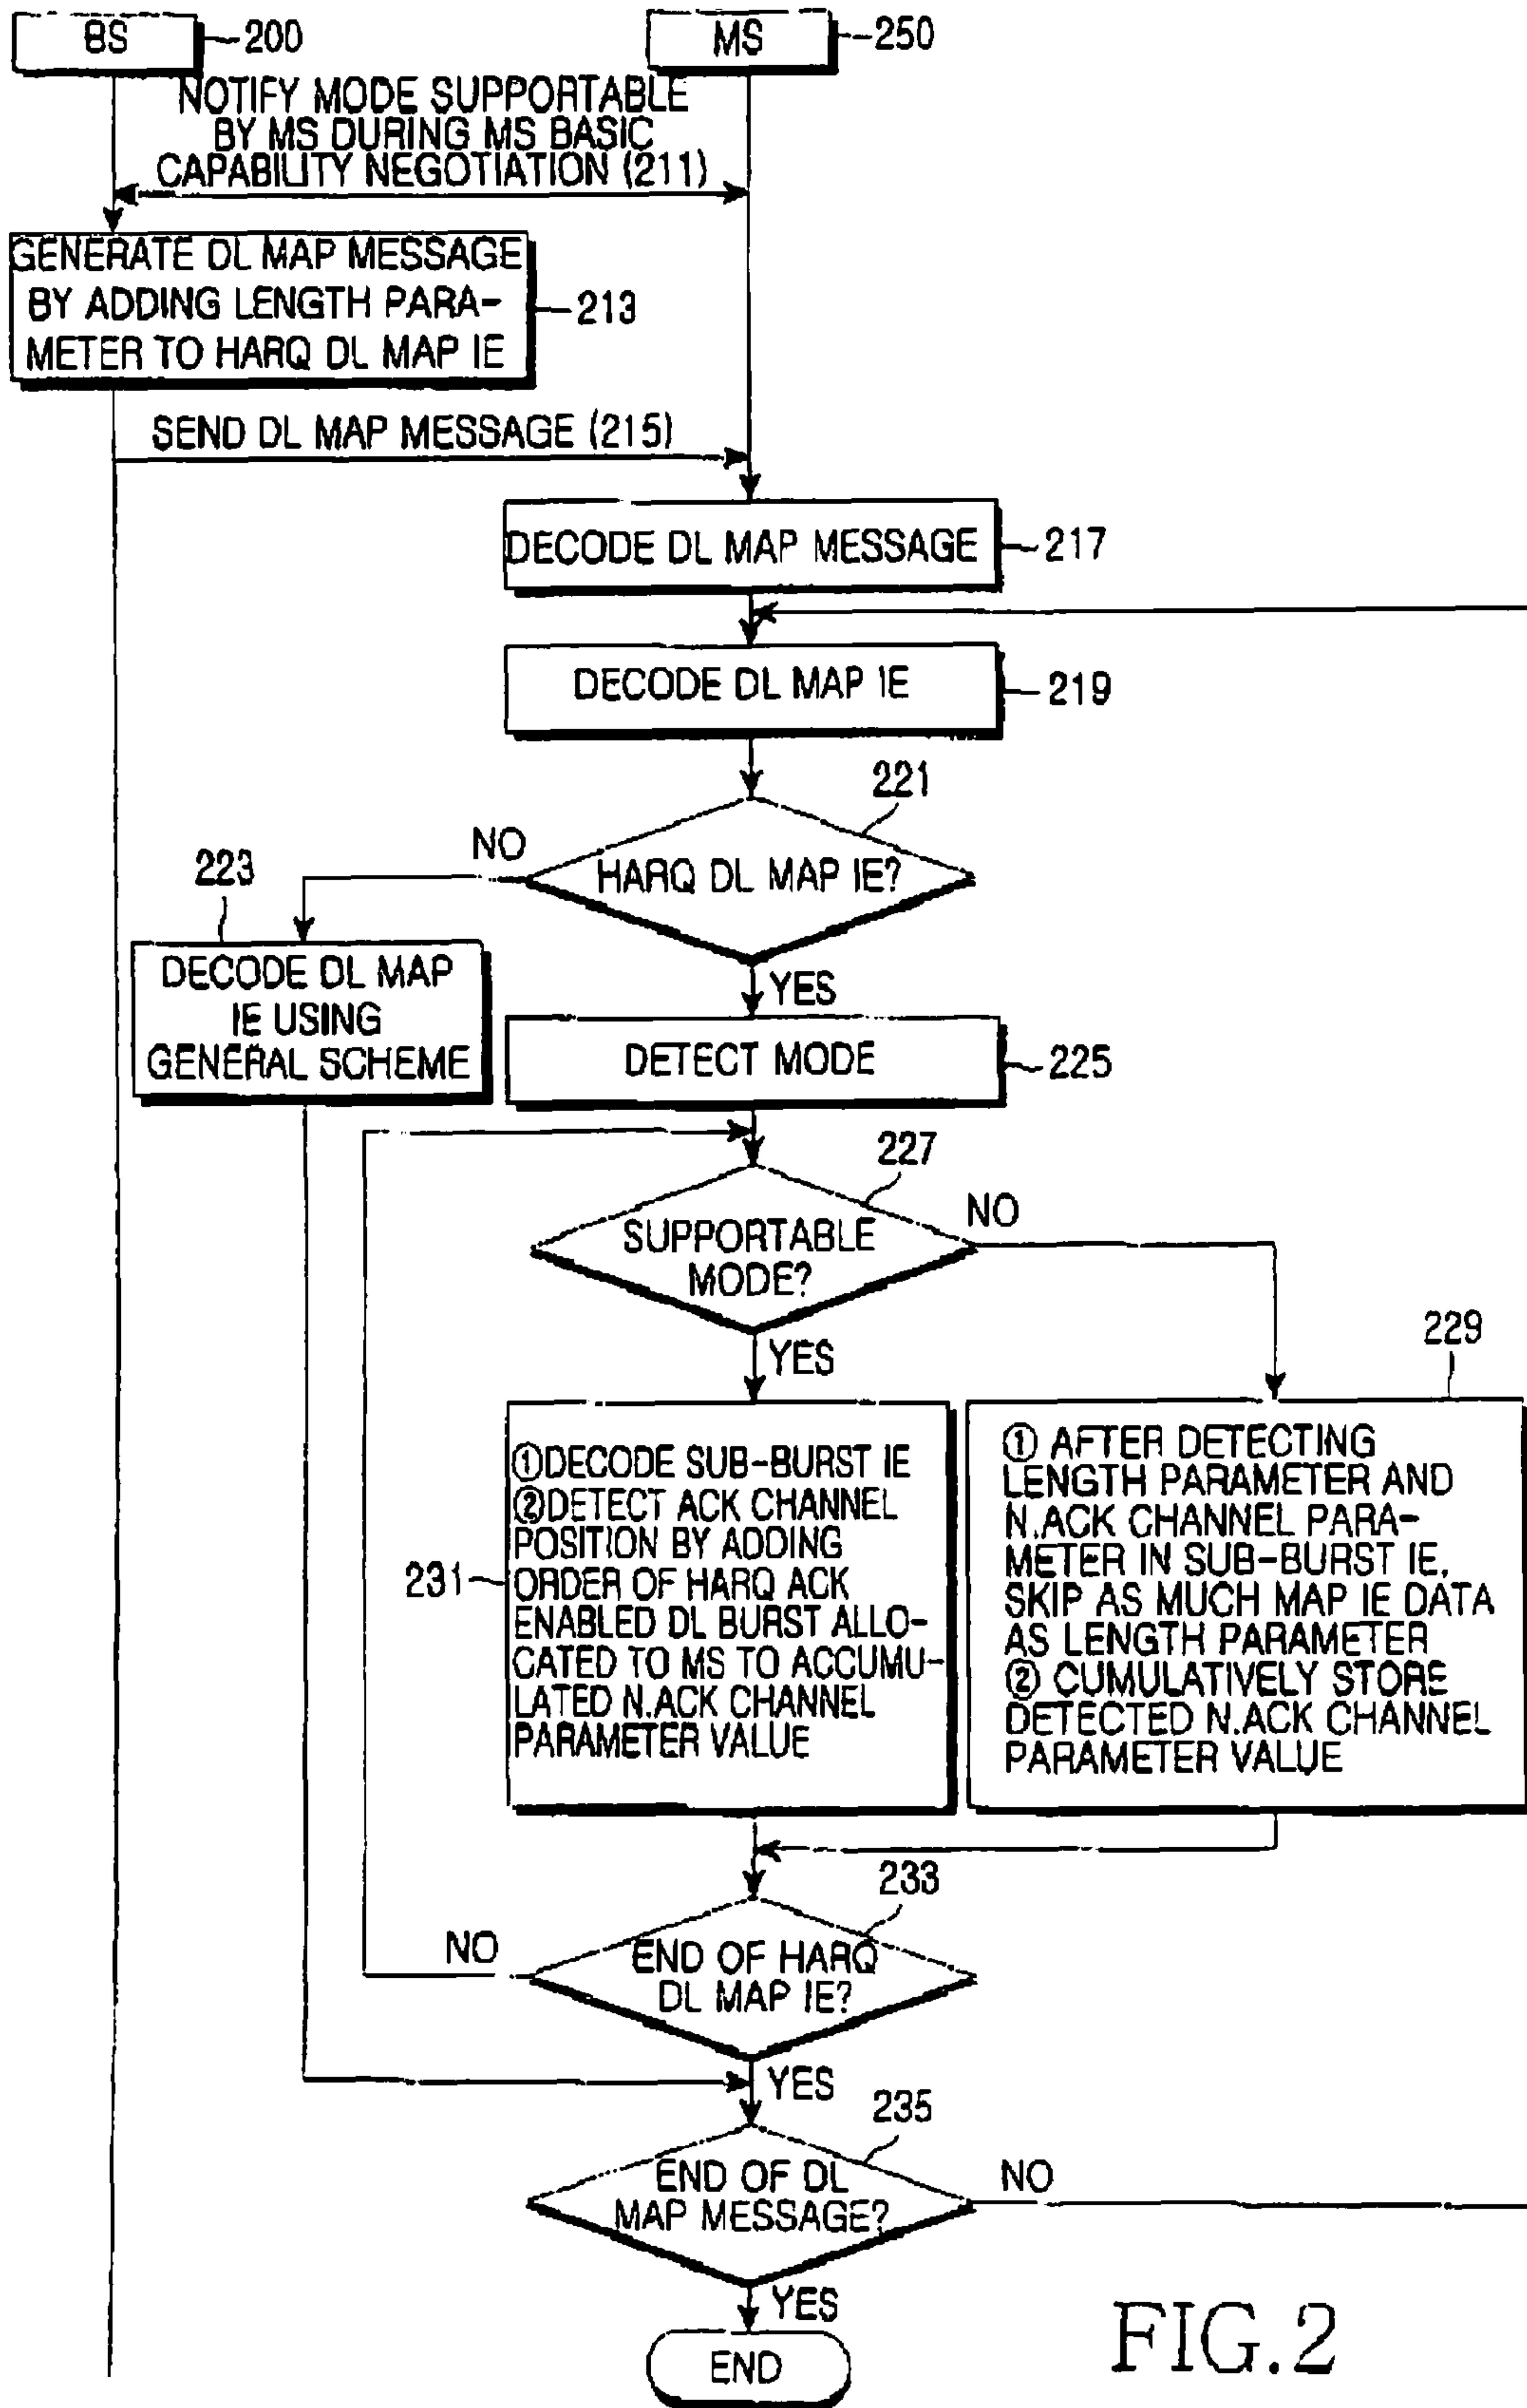 BS
200
MS
250
NOTIFY MODE SUPPORTABLE
BY MS DURING MS BASIC
CAPABILITY NEGOTIATION (211)
GENERATE DL MAP MESSAGE
BY ADDING LENGTH PARA-
METER TO HARQ DL MAP IE
213
SEND DL MAP MESSAGE (215)
DECODE DL MAP MESSAGE
217
DECODE DL MAP IE
219
221
HARQ DL MAP IE?
NO
223
YES
DECODE DL MAP
IE USING
GENERAL SCHEME
DETECT MODE
225
227
SUPPORTABLE
MODE?
NO
YES
229
①DECODE SUB-BURST IE
②DETECT ACK CHANNEL
POSITION BY ADDING
ORDER OF HARQ ACK
ENABLED DL BURST ALLO-
CATED TO MS TO ACCUMU-
LATED N.ACK CHANNEL
PARAMETER VALUE
231
① AFTER DETECTING
LENGTH PARAMETER AND
N.ACK CHANNEL PARA-
METER IN SUB-BURST IE,
SKIP AS MUCH MAP IE DATA
AS LENGTH PARAMETER
② CUMULATIVELY STORE
DETECTED N.ACK CHANNEL
PARAMETER VALUE
233
END OF HARQ
DL MAP IE?
NO
YES
235
END OF DL
MAP MESSAGE?
NO
YES
END
FIG.2